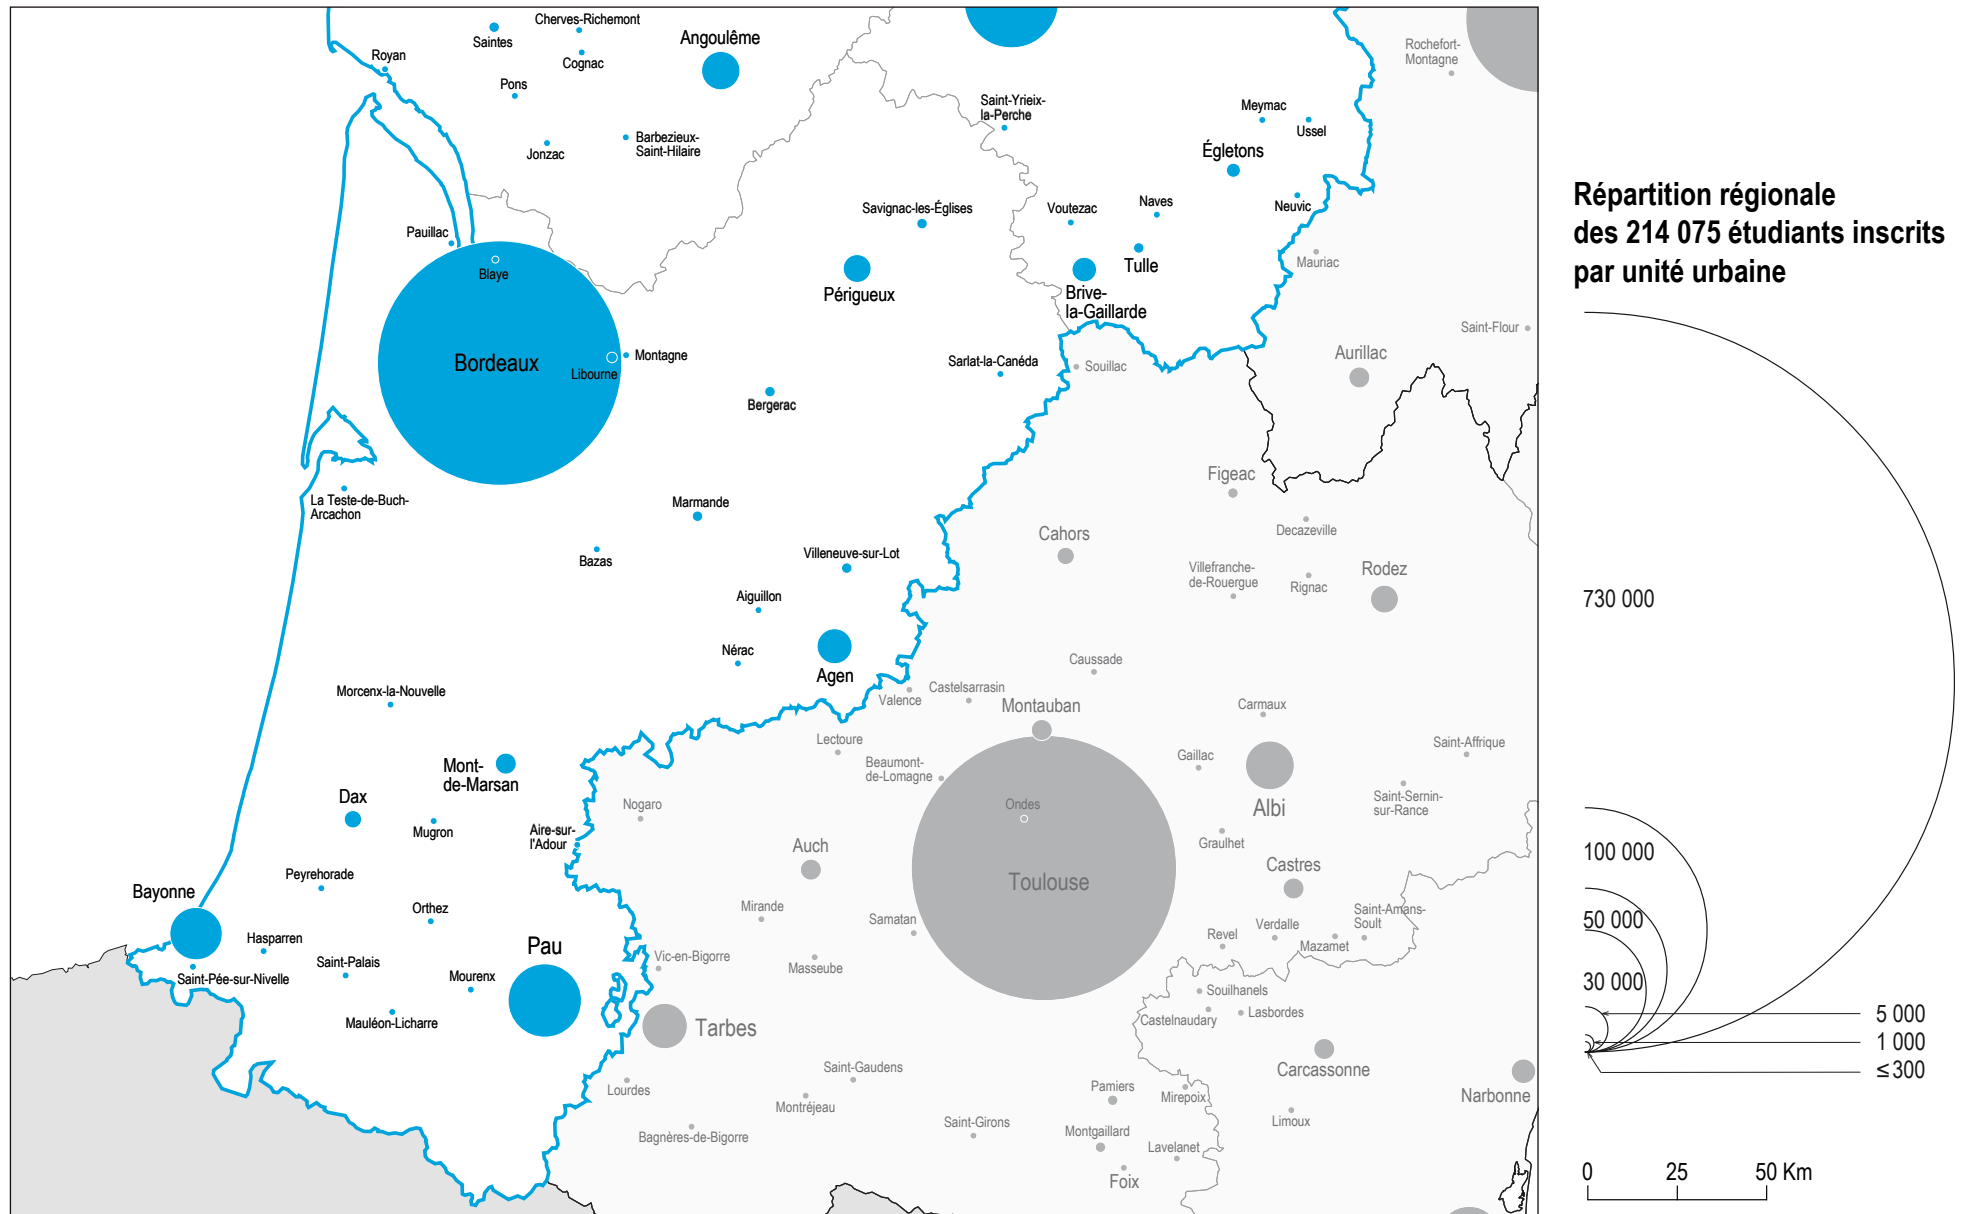 Cherves-Richemont
Saintes
Cognac
Angoulême
Royan
Pons
Jonzac
Barbezieux-
Saint-Hilaire
Rochefort-
Montagne
Saint-Yrieix-
la-Perche
Meymac
Ussel
Égletons
Neuvic
Savignac-les-Églises
Voutezac
Naves
Tulle
Mauriac
Pauillac
Blaye
Périgueux
Brive-
la-Gaillarde
Saint-Flour
Bordeaux
Libourne
Montagne
Sarlat-la-Canéda
Souillac
Aurillac
Bergerac
La Teste-de-Buch-
Arcachon
Marmande
Figeac
Decazeville
Bazas
Villeneuve-sur-Lot
Cahors
Villefranche-
de-Rouergue
Rignac
Rodez
Aiguillon
Nérac
Agen
Caussade
Valence
Castelsarrasin
Montauban
Carmaux
Morcenx-la-Nouvelle
Lectoure
Beaumont-
de-Lomagne
Gaillac
Saint-Affrique
Mont-
de-Marsan
Dax
Mugron
Aire-sur-
l'Adour
Nogaro
Ondes
Albi
Saint-Sernin-
sur-Rance
Graulhet
Auch
Toulouse
Castres
Peyrehorade
Bayonne
Orthez
Mirande
Samatan
Saint-Amans-
Soult
Verdalle
Revel
Mazamet
Hasparren
Pau
Saint-Palais
Saint-Pée-sur-Nivelle
Mourenx
Vic-en-Bigorre
Masseube
Souilhanels
Castelnaudary
Lasbordes
Mauléon-Licharre
Tarbes
Carcassonne
Saint-Gaudens
Lourdes
Montréjeau
Pamiers
Mirepoix
Narbonne
Bagnères-de-Bigorre
Saint-Girons
Montgaillard
Limoux
Lavelanet
Foix
Répartition régionale
des 214 075 étudiants inscrits
par unité urbaine
730 000
100 000
50 000
30 000
5 000
1 000
≤ 300
0 25 50 Km